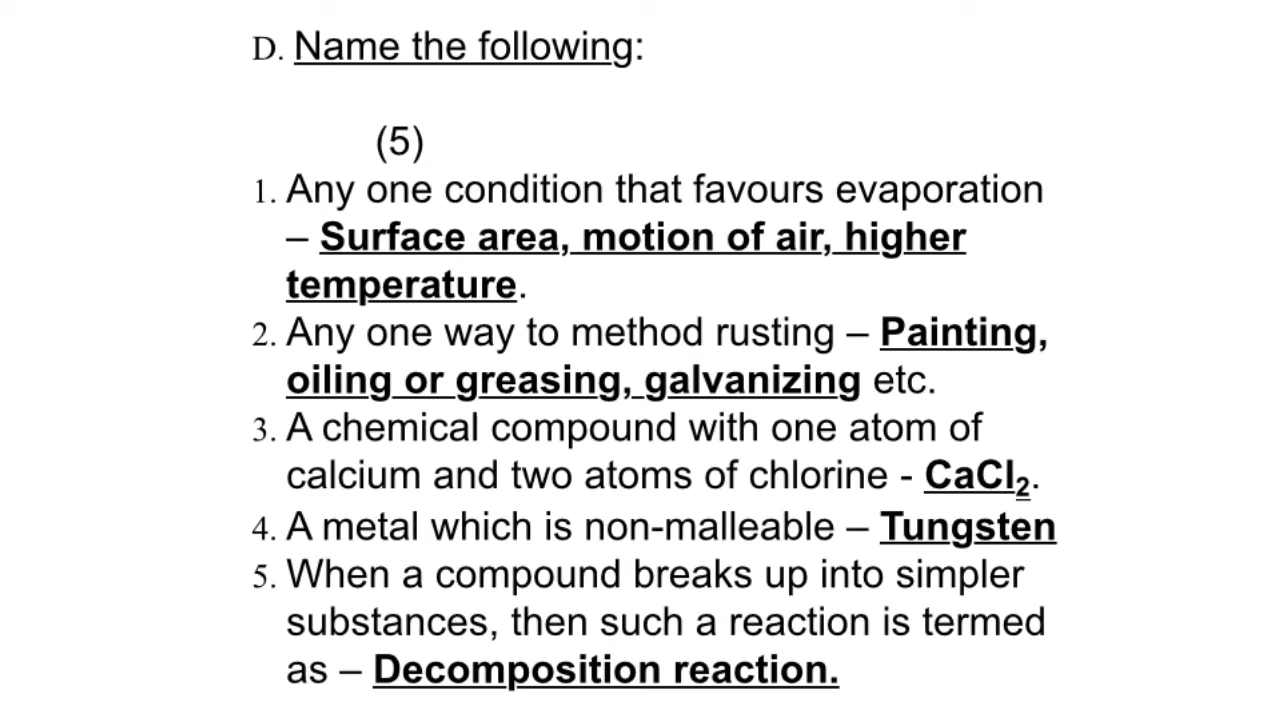 D. Name the following:
(5)
1. Any one condition that favours evaporation
– Surface area, motion of air, higher
temperature.
2. Any one way to method rusting – Painting,
oiling or greasing, galvanizing etc.
3. A chemical compound with one atom of
calcium and two atoms of chlorine - CaCl₂.
4. A metal which is non-malleable – Tungsten
5. When a compound breaks up into simpler
substances, then such a reaction is termed
as – Decomposition reaction.